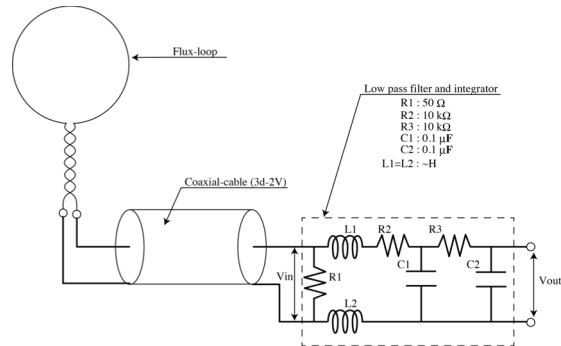 Flux-loop
Low pass filter and integrator
R1 : 50 Ω
R2 : 10 kΩ
R3 : 10 kΩ
C1 : 0.1 μF
C2 : 0.1 μF
L1=L2 : ~H
Coaxial-cable (3d-2V)
L1 R2 R3
Vin R1 C1 C2 Vout
L2